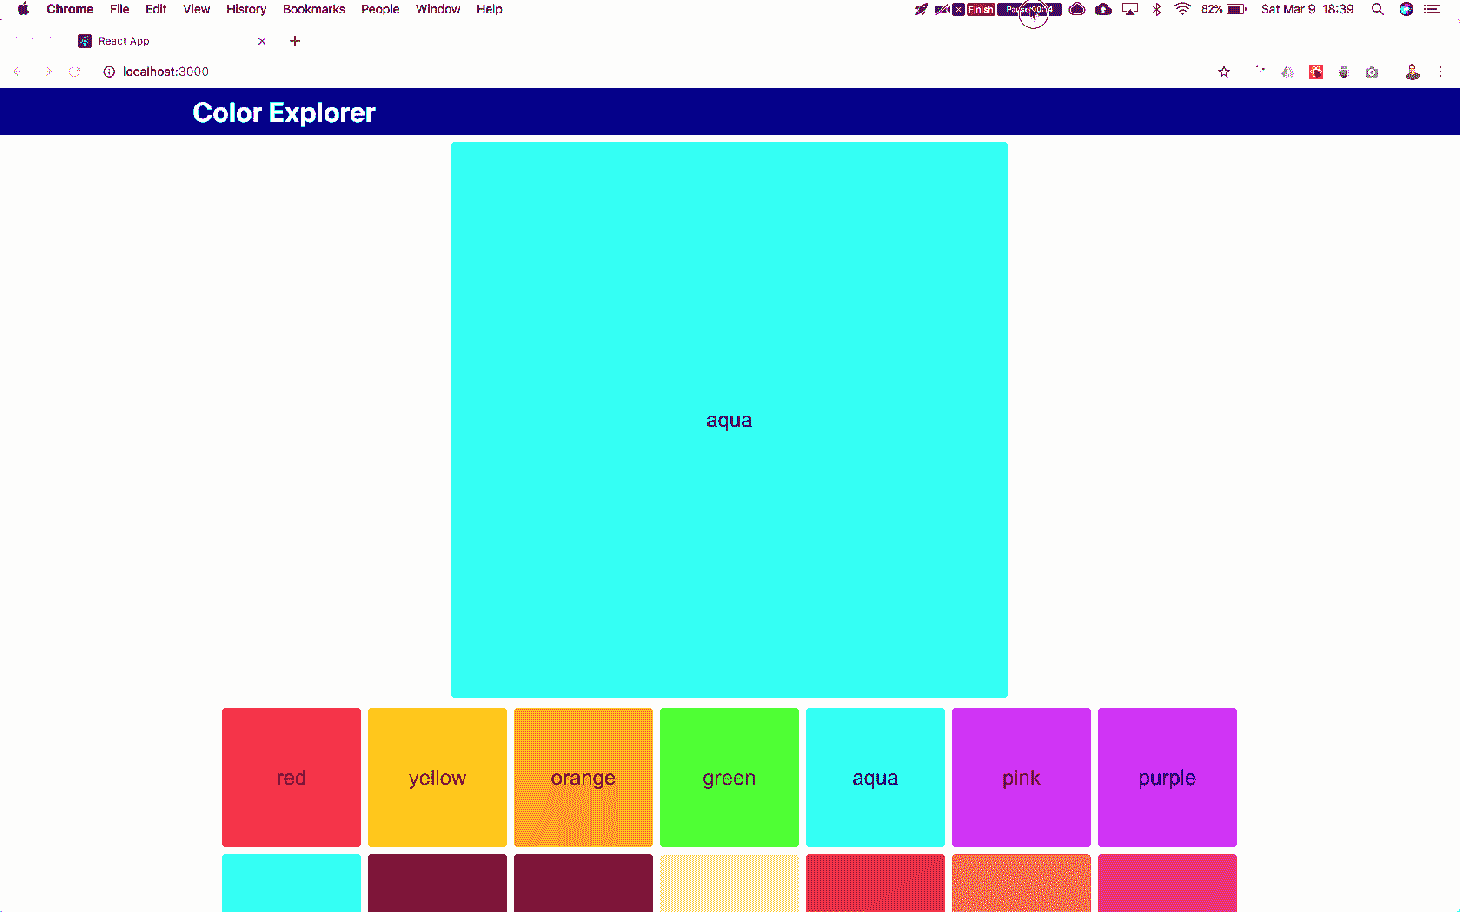 Chrome File Edit View History Bookmarks People Window Help Finish 82% Sat Mar 9 18:39
React App
localhost:3000
Color Explorer
aqua
red yellow orange green aqua pink purple